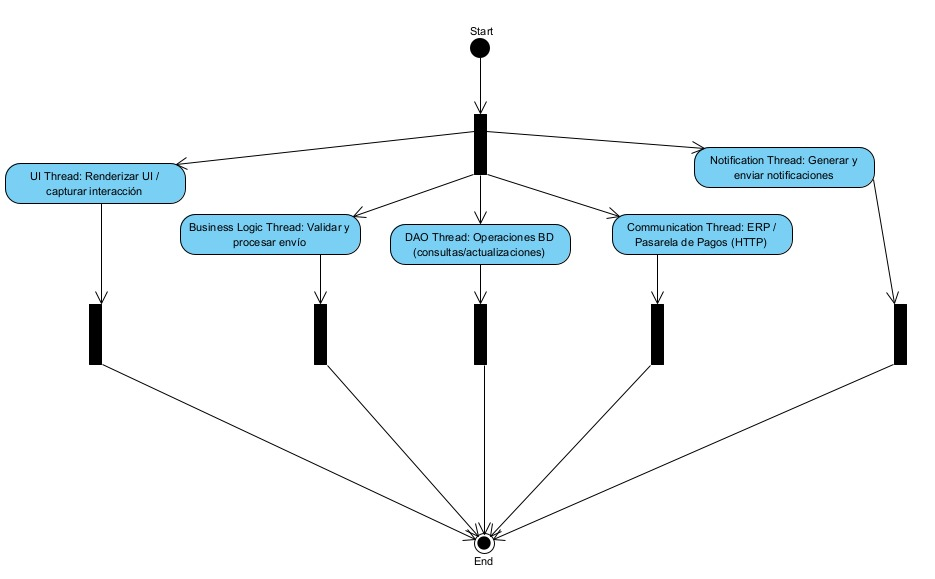 Start
UI Thread: Renderizar UI /
capturar interacción
Notification Thread: Generar y
enviar notificaciones
Business Logic Thread: Validar y
procesar envío
DAO Thread: Operaciones BD
(consultas/actualizaciones)
Communication Thread: ERP /
Pasarela de Pagos (HTTP)
End